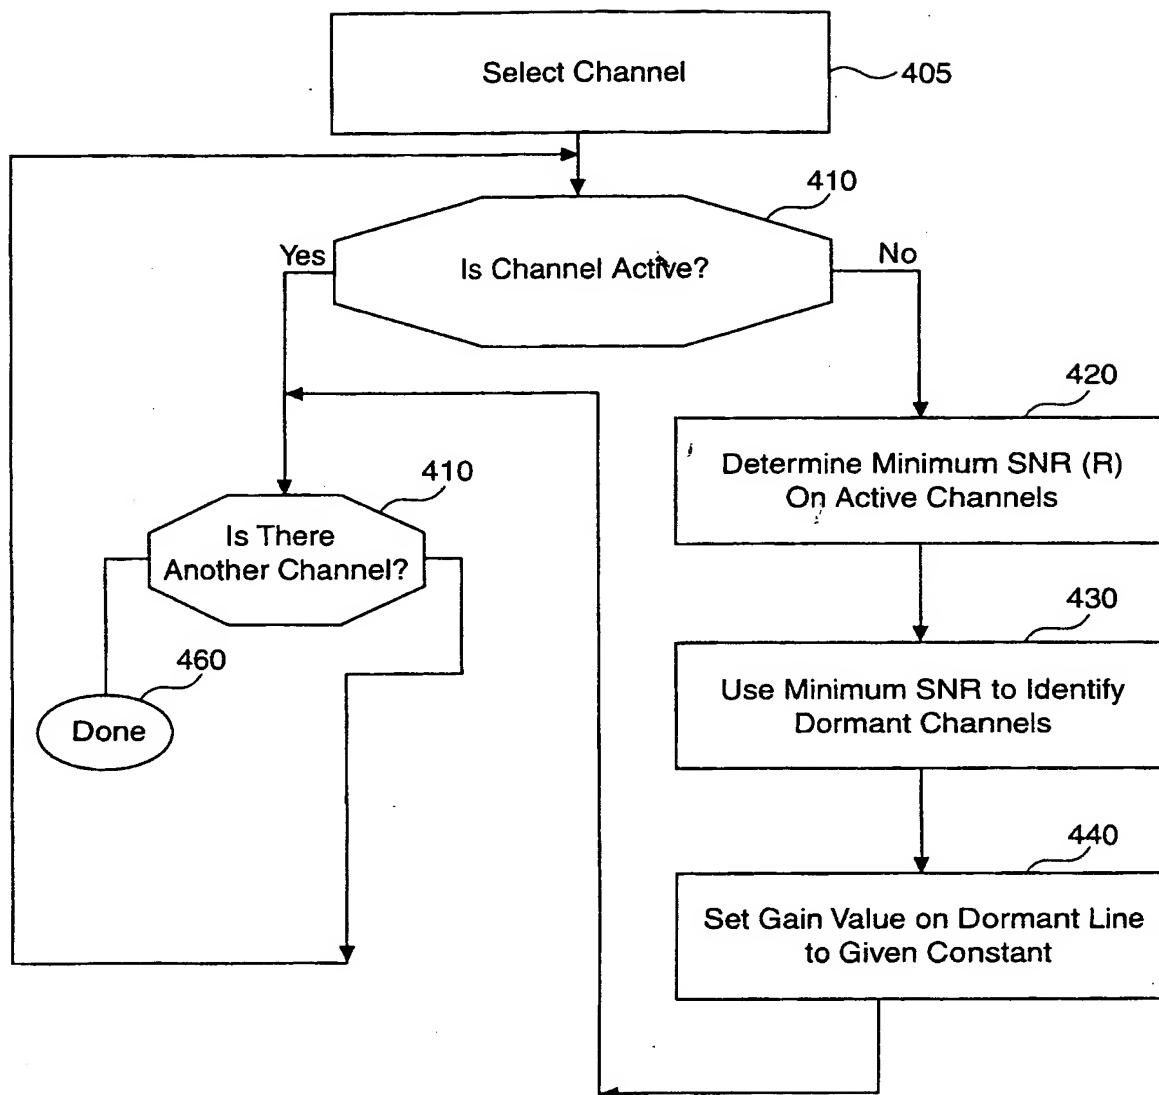 Select Channel
405
410
Yes
Is Channel Active?
No
420
Determine Minimum SNR (R)
On Active Channels
410
Is There
Another Channel?
430
Use Minimum SNR to Identify
Dormant Channels
460
Done
440
Set Gain Value on Dormant Line
to Given Constant